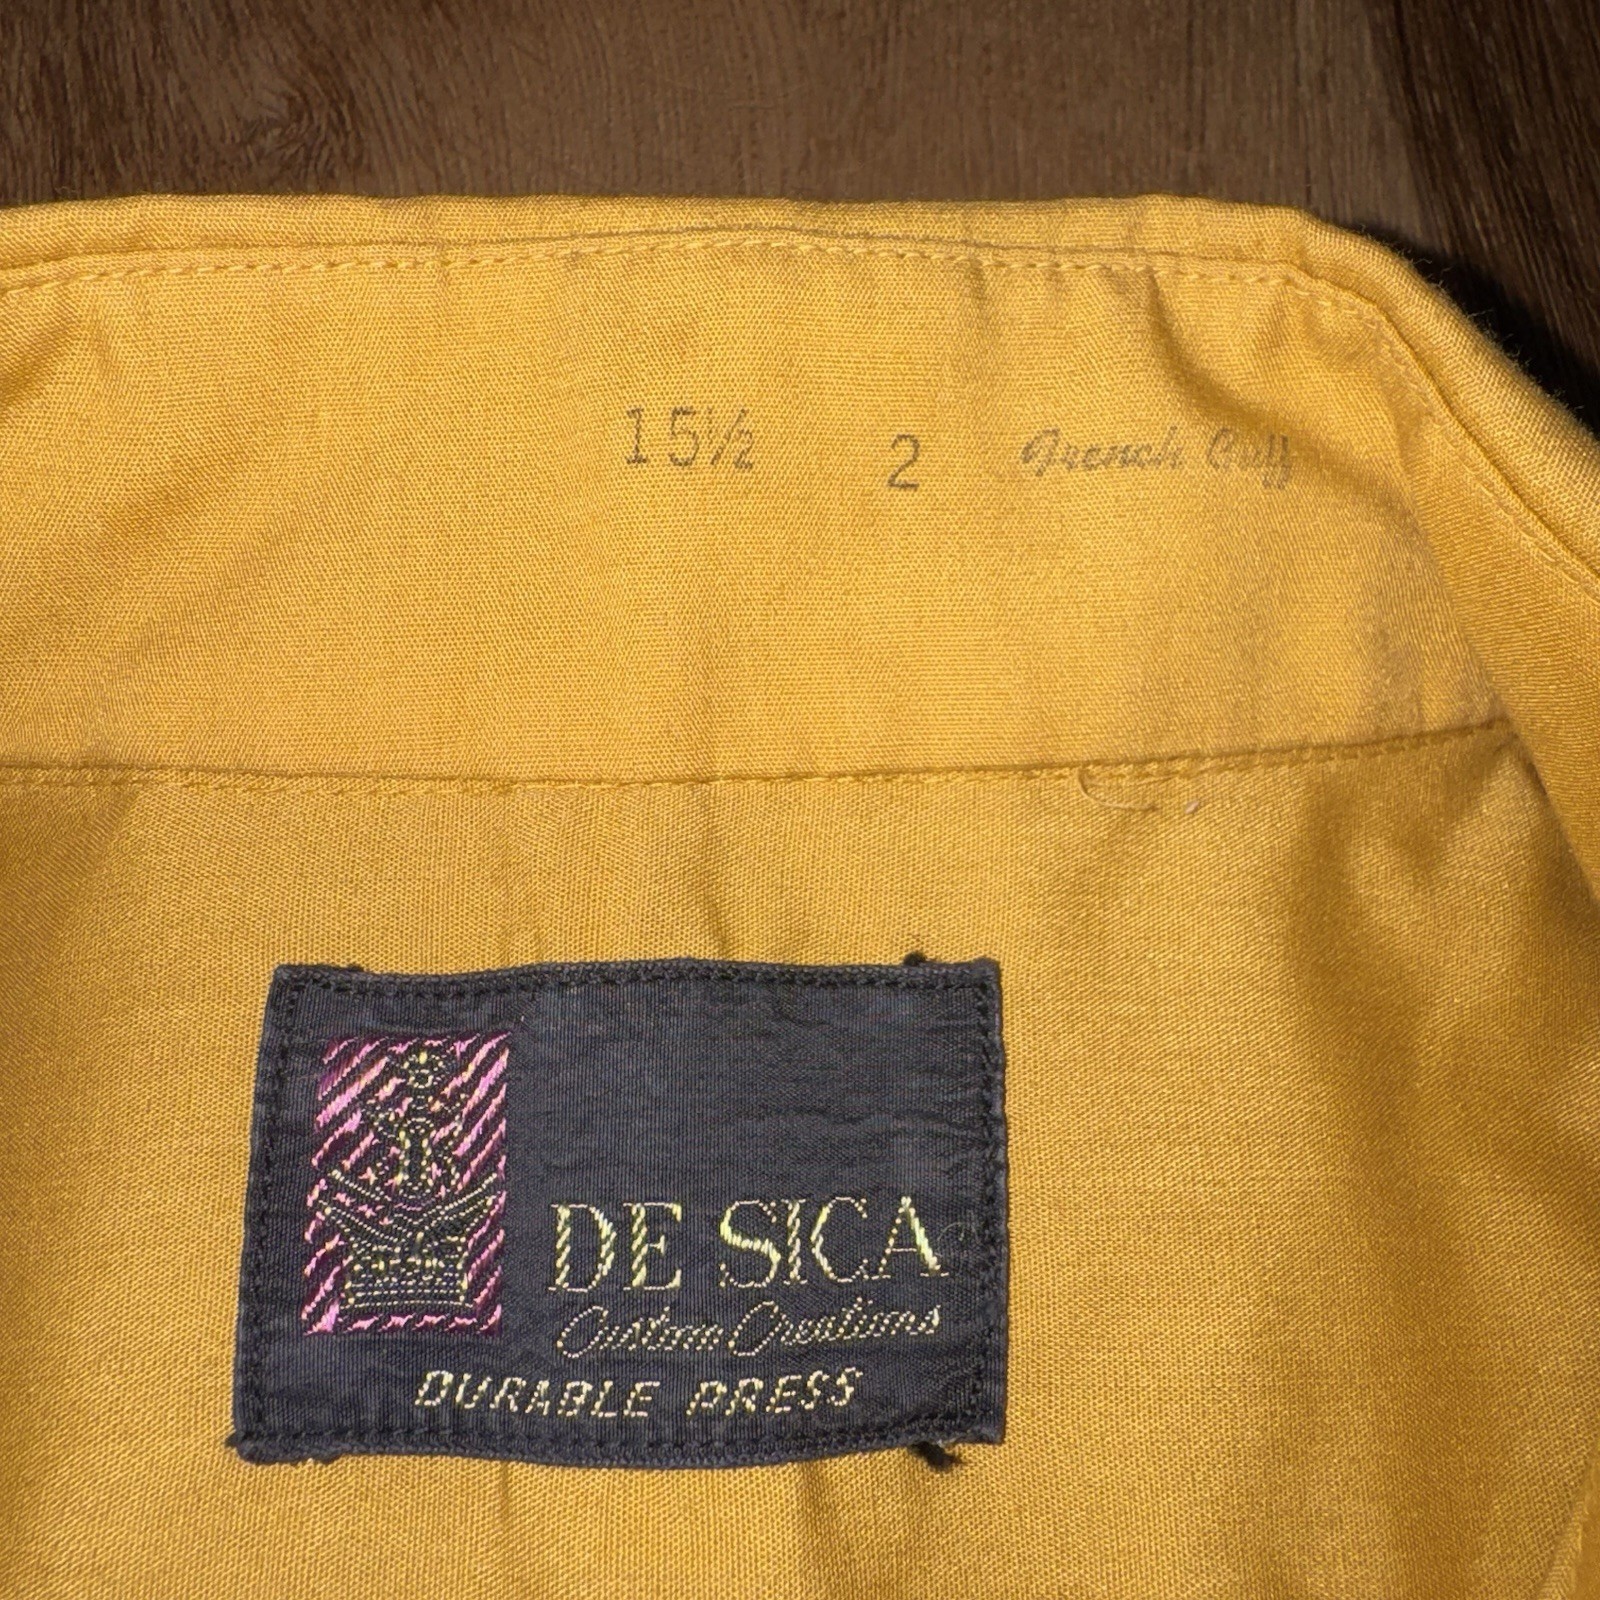 15½ 2 French Cuff
DE SICA
Custom Creations
DURABLE PRESS